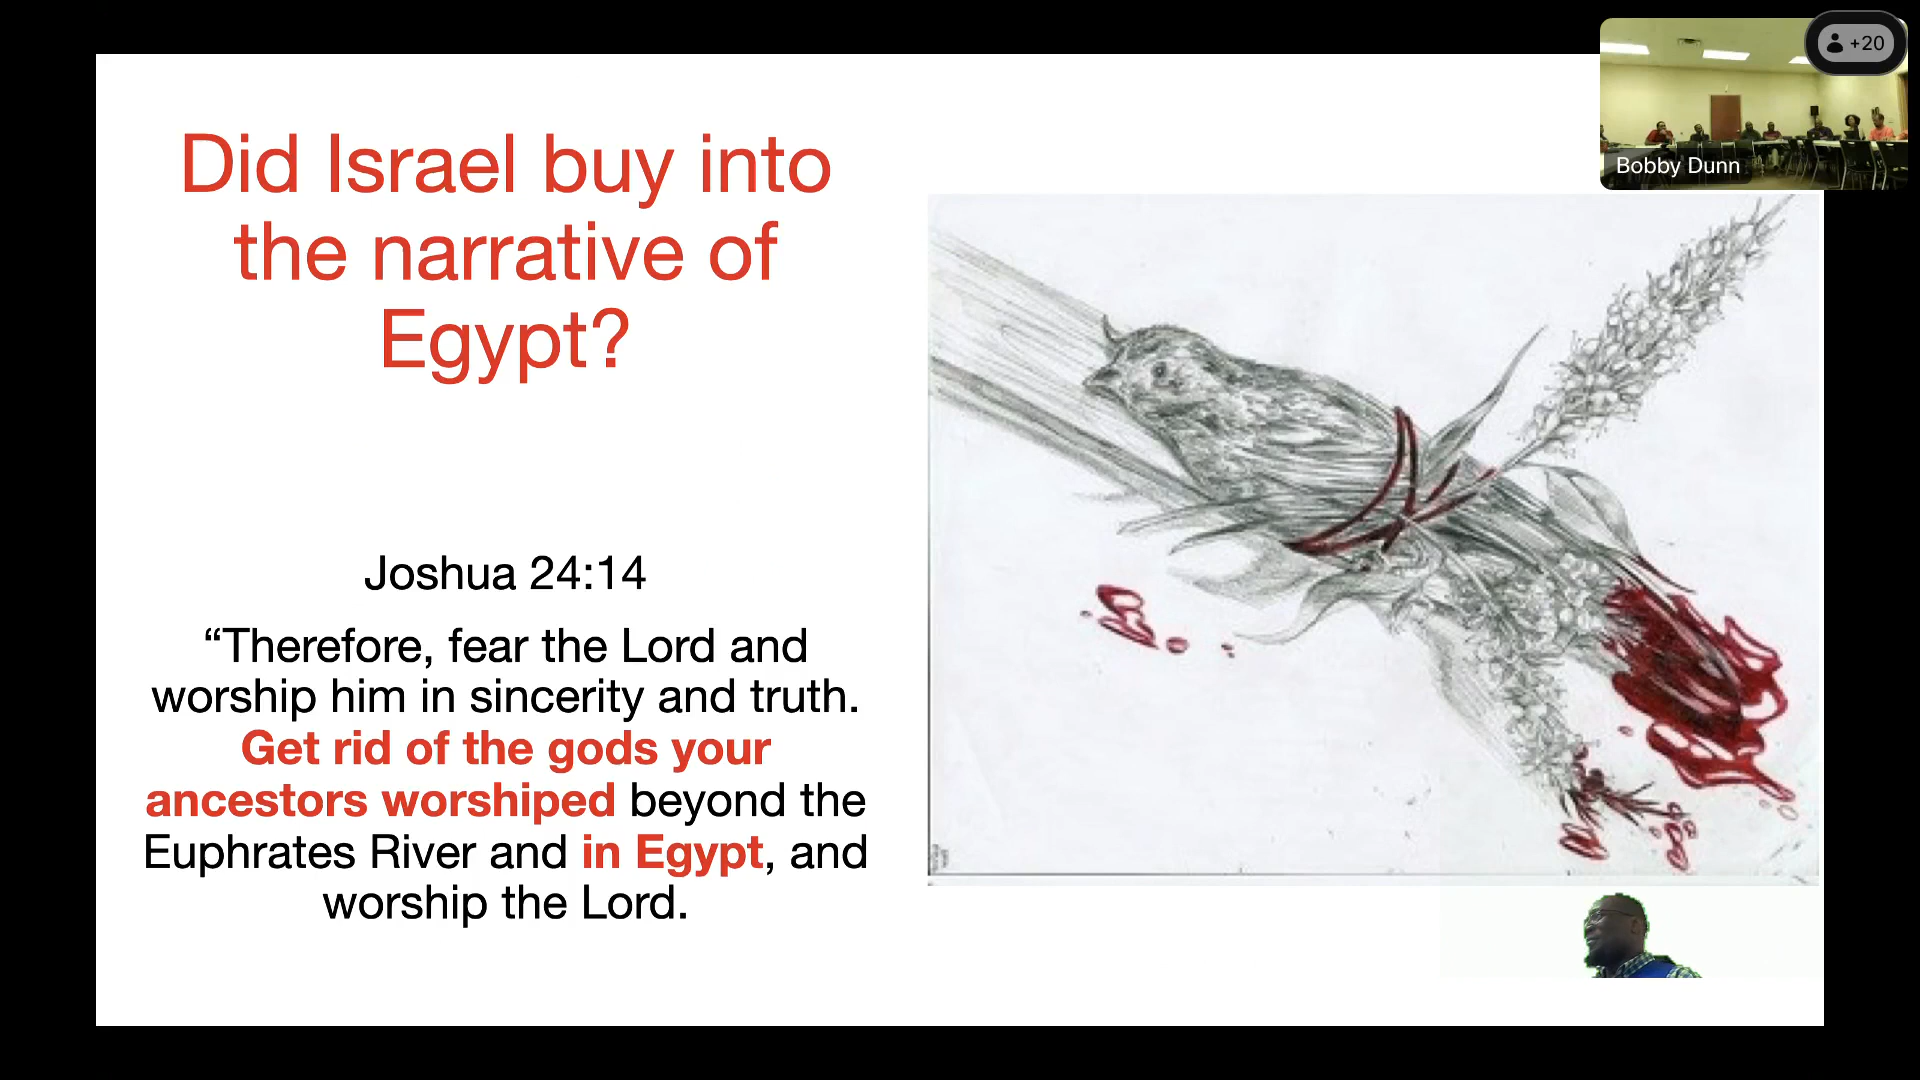 Did Israel buy into
the narrative of
Egypt?
Joshua 24:14
“Therefore, fear the Lord and
worship him in sincerity and truth.
Get rid of the gods your
ancestors worshiped beyond the
Euphrates River and in Egypt, and
worship the Lord.
+20
Bobby Dunn